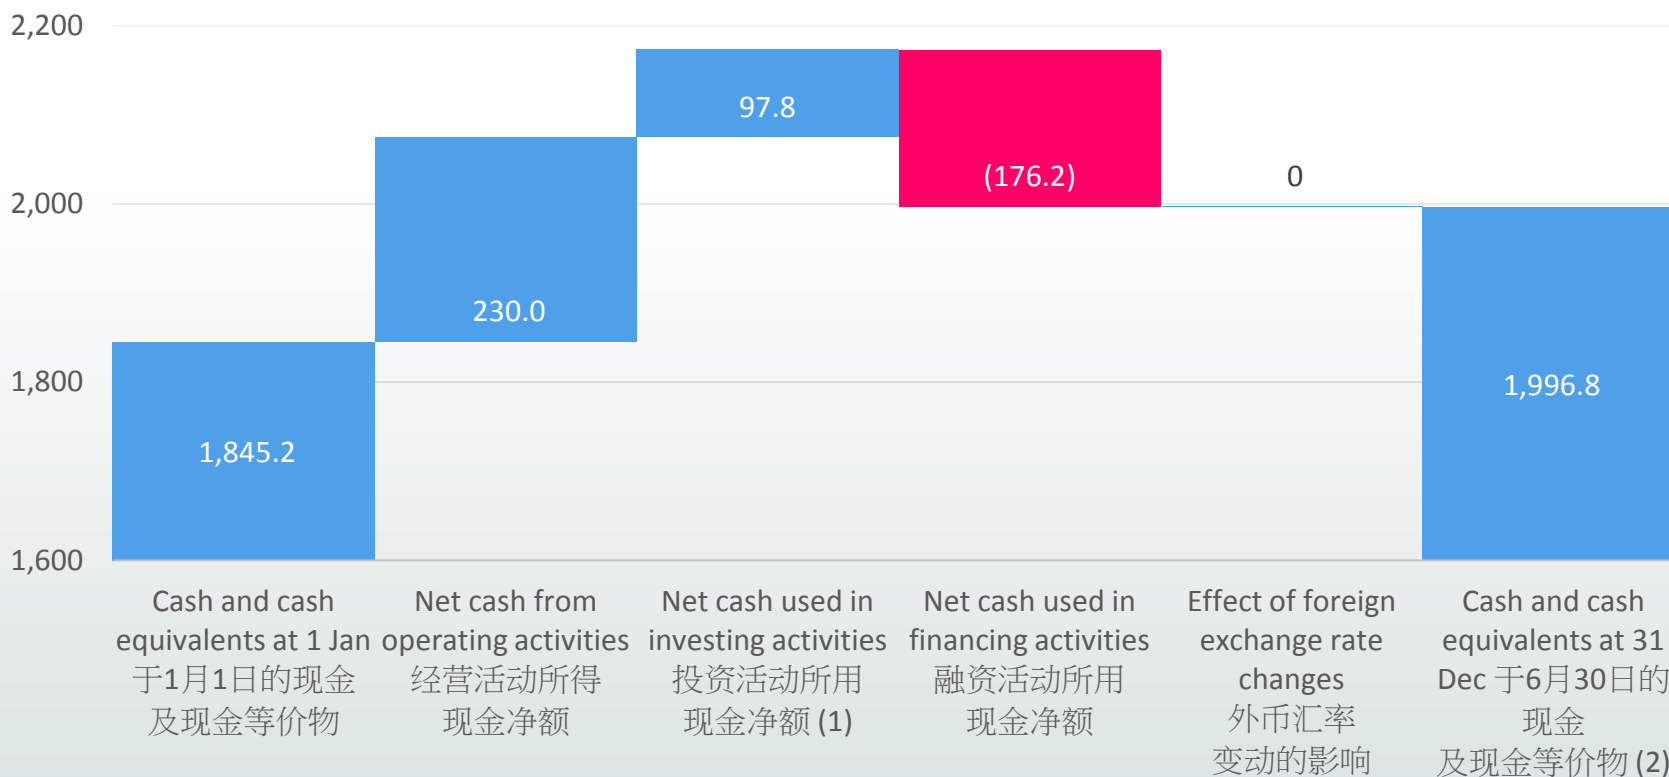 2,200
2,000
1,800
1,600
1,845.2
230.0
97.8
(176.2)
0
1,996.8
Cash and cash
equivalents at 1 Jan
于1月1日的现金
及现金等价物
Net cash from
operating activities
经营活动所得
现金净额
Net cash used in
investing activities
投资活动所用
现金净额 (1)
Net cash used in
financing activities
融资活动所用
现金净额
Effect of foreign
exchange rate
changes
外币汇率
变动的影响
Cash and cash
equivalents at 31
Dec 于6月30日的
现金
及现金等价物 (2)